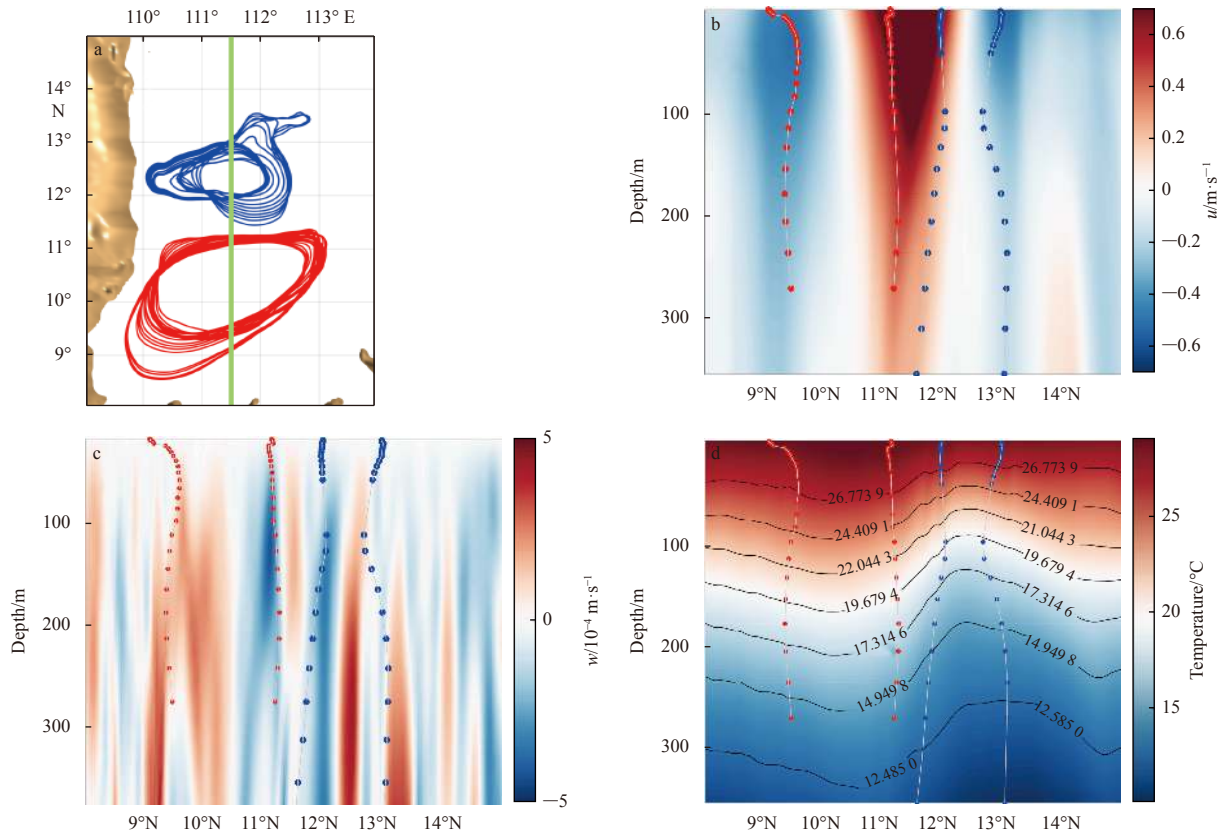 110° 111° 112° 113° E
a
14°
N
13°
12°
11°
10°
9°
b
100
200
300
Depth/m
9°N 10°N 11°N 12°N 13°N 14°N
0.6
0.4
0.2
0
−0.2
−0.4
−0.6
u/m·s⁻¹
c
100
200
300
Depth/m
9°N 10°N 11°N 12°N 13°N 14°N
5
0
−5
w/10⁻⁴ m·s⁻¹
d
26.773 9
26.773 9
24.409 1
24.409 1
21.044 3
22.044 3
19.679 4
19.679 4
17.314 6
17.314 6
14.949 8
14.949 8
12.585 0
12.485 0
100
200
300
Depth/m
9°N 10°N 11°N 12°N 13°N 14°N
25
20
15
Temperature/°C